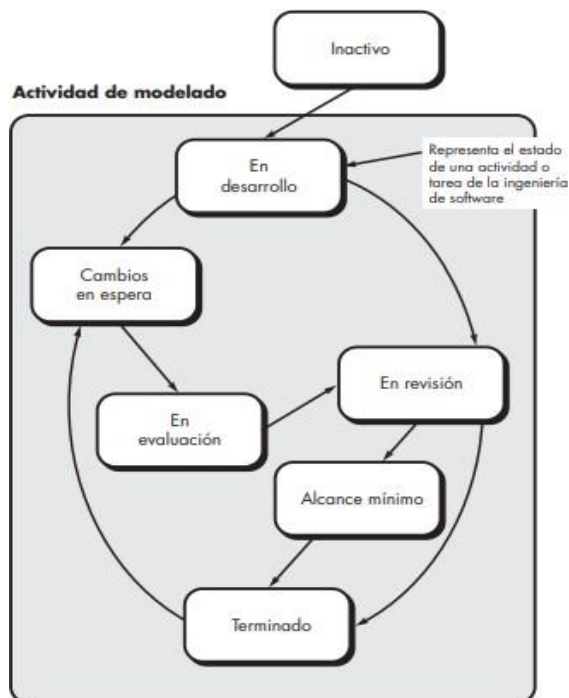 Inactivo
Actividad de modelado
En
desarrollo
Representa el estado
de una actividad o
tarea de la ingeniería
de software
Cambios
en espera
En revisión
En
evaluación
Alcance mínimo
Terminado